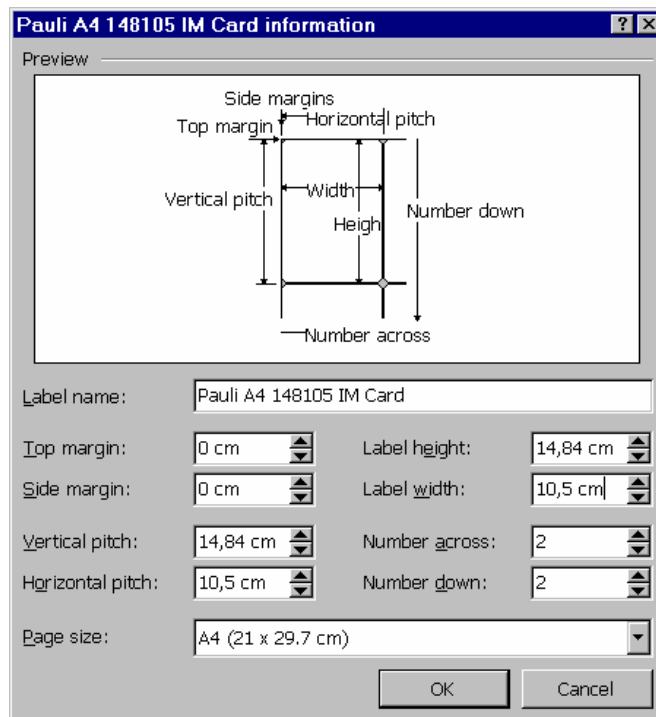 Pauli A4 148105 IM Card information
Preview
Side margins
Horizontal pitch
Top margin
Vertical pitch
Width
Heigh
Number down
Number across
Label name: Pauli A4 148105 IM Card
Top margin: 0 cm Label height: 14,84 cm
Side margin: 0 cm Label width: 10,5 cm
Vertical pitch: 14,84 cm Number across: 2
Horizontal pitch: 10,5 cm Number down: 2
Page size: A4 (21 x 29.7 cm)
OK Cancel